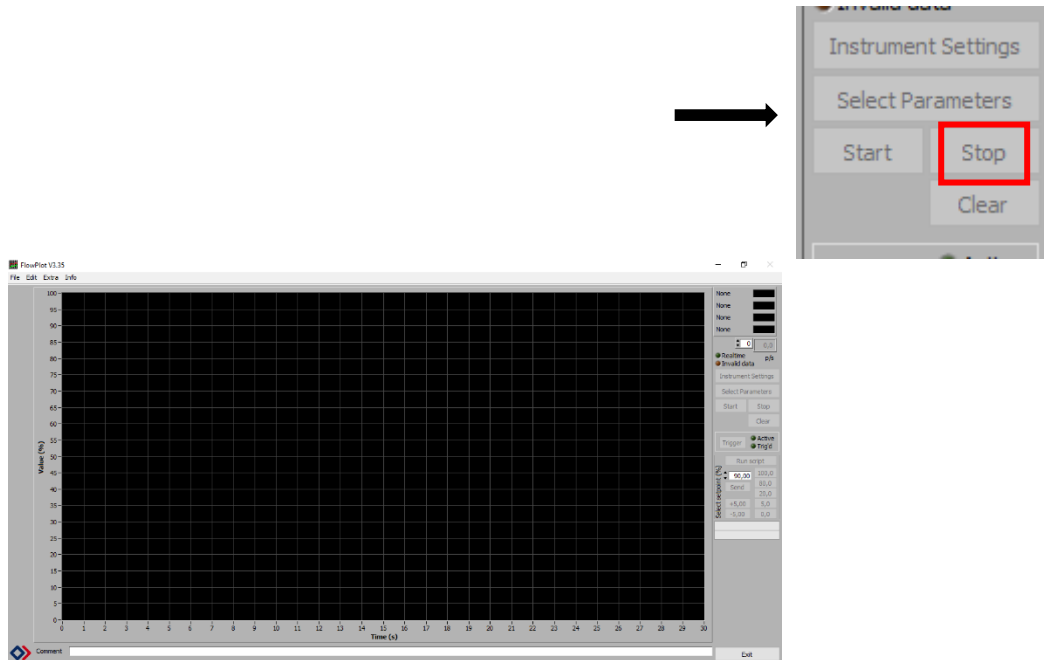 Invalid data
Instrument Settings
Select Parameters
Start Stop
Clear
FlowPlot V3.35
File Edit Extra Info
100
95
90
85
80
75
70
65
60
55
50
45
40
35
30
25
20
15
10
5
0
Value (%)
0 1 2 3 4 5 6 7 8 9 10 11 12 13 14 15 16 17 18 19 20 21 22 23 24 25 26 27 28 29 30
Time (s)
None
None
None
None
0 0,0
Realtime p/s
Invalid data
Instrument Settings
Select Parameters
Start Stop
Clear
Trigger Active
Trig'd
Run script
Select setpoint (%)
90,00 100,0
Send 80,0
20,0
+5,00 5,0
-5,00 0,0
Comment
Exit